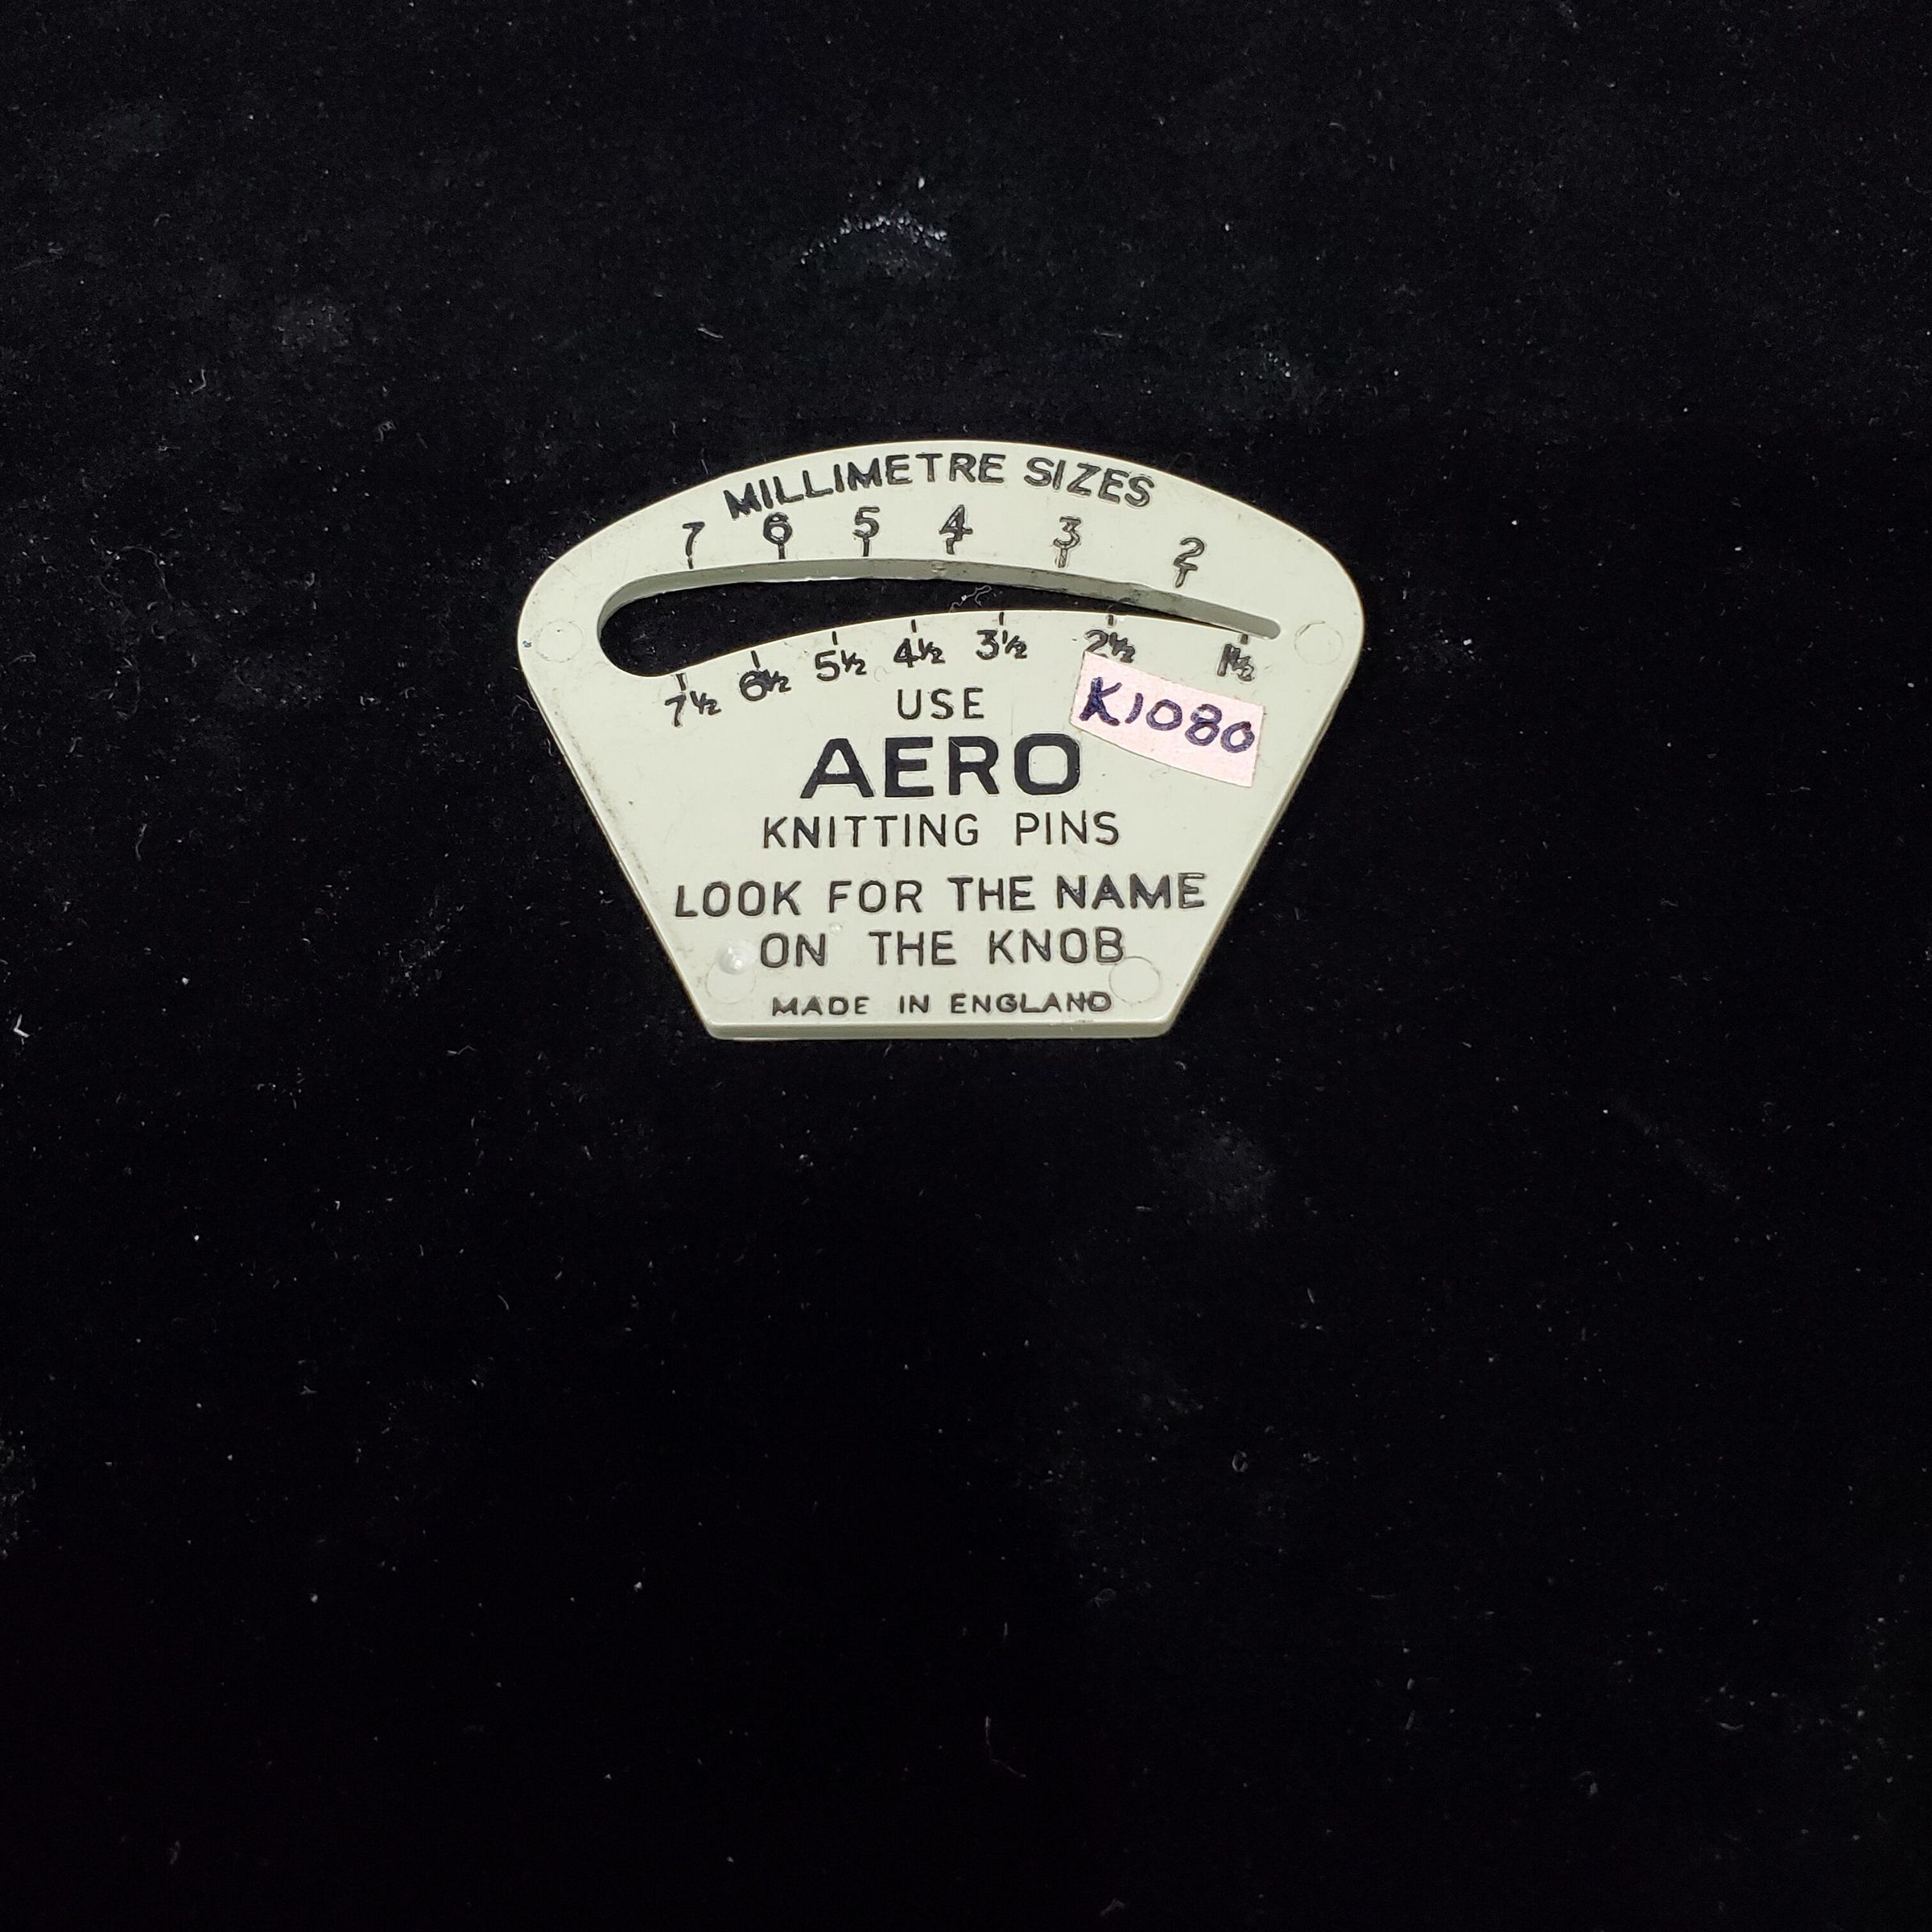 MILLIMETRE SIZES
7 6 5 4 3 2
7½ 6½ 5½ 4½ 3½ 2½ 1½
USE
K1080
AERO
KNITTING PINS
LOOK FOR THE NAME
ON THE KNOB
MADE IN ENGLAND